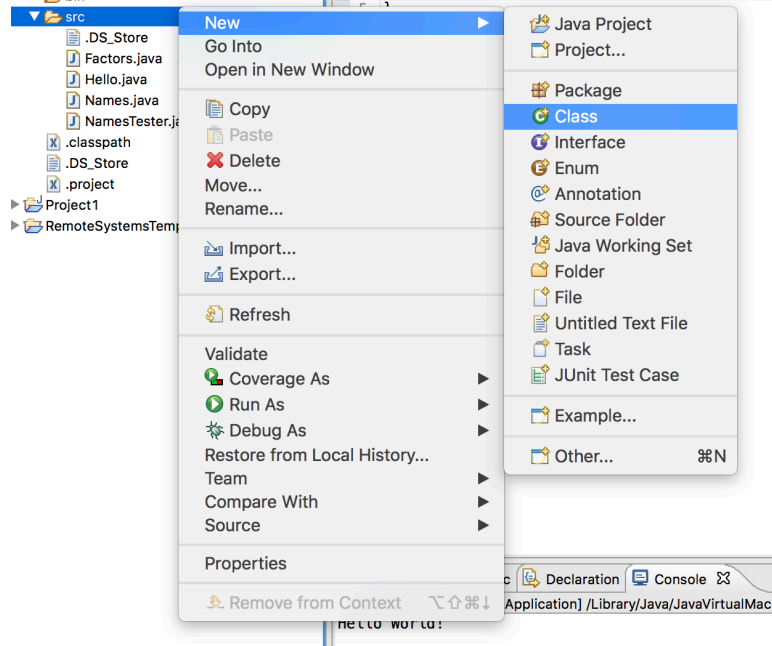 bin
src
.DS_Store
Factors.java
Hello.java
Names.java
NamesTester.ja
.classpath
.DS_Store
.project
Project1
RemoteSystemsTemp
New
Go Into
Open in New Window
Copy
Paste
Delete
Move...
Rename...
Import...
Export...
Refresh
Validate
Coverage As
Run As
Debug As
Restore from Local History...
Team
Compare With
Source
Properties
Remove from Context ⌥⇧⌘↓
5 }
Java Project
Project...
Package
Class
Interface
Enum
Annotation
Source Folder
Java Working Set
Folder
File
Untitled Text File
Task
JUnit Test Case
Example...
Other... ⌘N
c Declaration Console
Application] /Library/Java/JavaVirtualMac
Hello World!